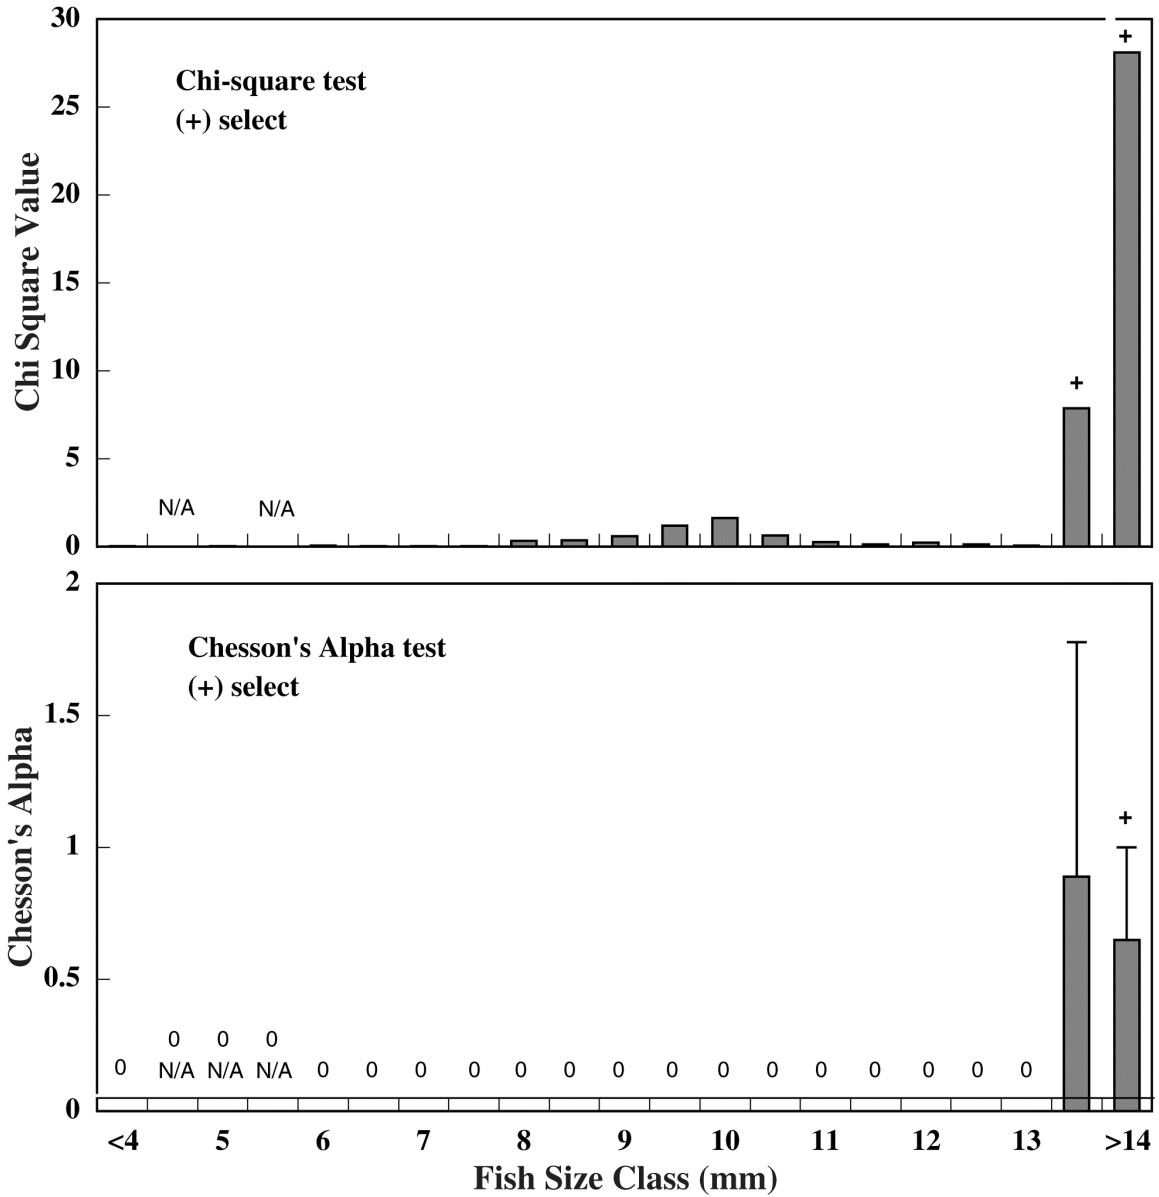 30
+
Chi-square test
(+) select
25
20
15
10
+
5
N/A N/A
0
Chi Square Value
2
Chesson's Alpha test
(+) select
1.5
+
1
0.5
0 0 0
0 N/A N/A N/A 0 0 0 0 0 0 0 0 0 0 0 0 0 0 0
0
Chesson's Alpha
<4 5 6 7 8 9 10 11 12 13 >14
Fish Size Class (mm)